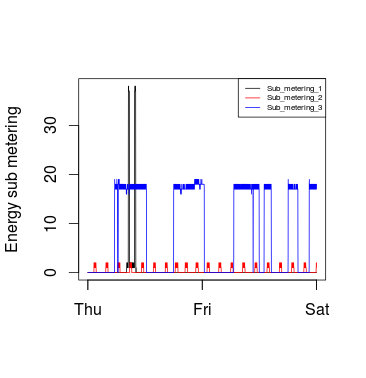 Sub_metering_1
Sub_metering_2
Sub_metering_3
Energy sub metering
30
20
10
0
Thu Fri Sat